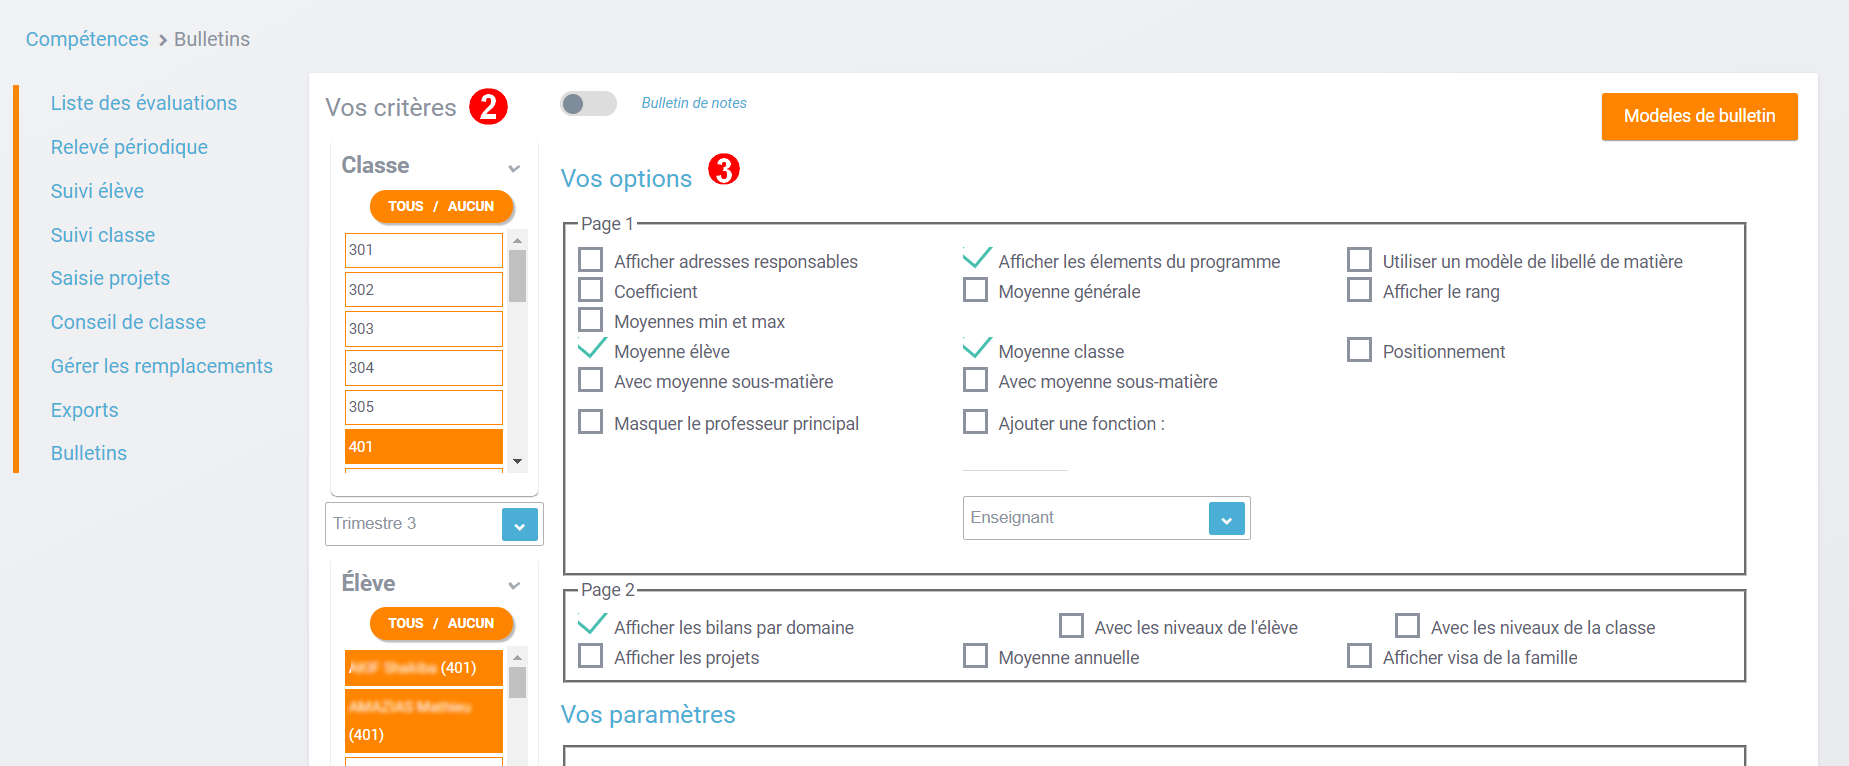 Compétences > Bulletins
Liste des évaluations
Relevé périodique
Suivi élève
Suivi classe
Saisie projets
Conseil de classe
Gérer les remplacements
Exports
Bulletins
Vos critères 2
Classe
TOUS / AUCUN
301
302
303
304
305
401
Trimestre 3
Élève
TOUS / AUCUN
(401)
AMAZIAS Mathieu
(401)
Bulletin de notes
Modeles de bulletin
Vos options 3
Page 1
Afficher adresses responsables
Afficher les élements du programme
Utiliser un modèle de libellé de matière
Coefficient
Moyenne générale
Afficher le rang
Moyennes min et max
Moyenne élève
Moyenne classe
Positionnement
Avec moyenne sous-matière
Avec moyenne sous-matière
Masquer le professeur principal
Ajouter une fonction :
Enseignant
Page 2
Afficher les bilans par domaine
Avec les niveaux de l'élève
Avec les niveaux de la classe
Afficher les projets
Moyenne annuelle
Afficher visa de la famille
Vos paramètres